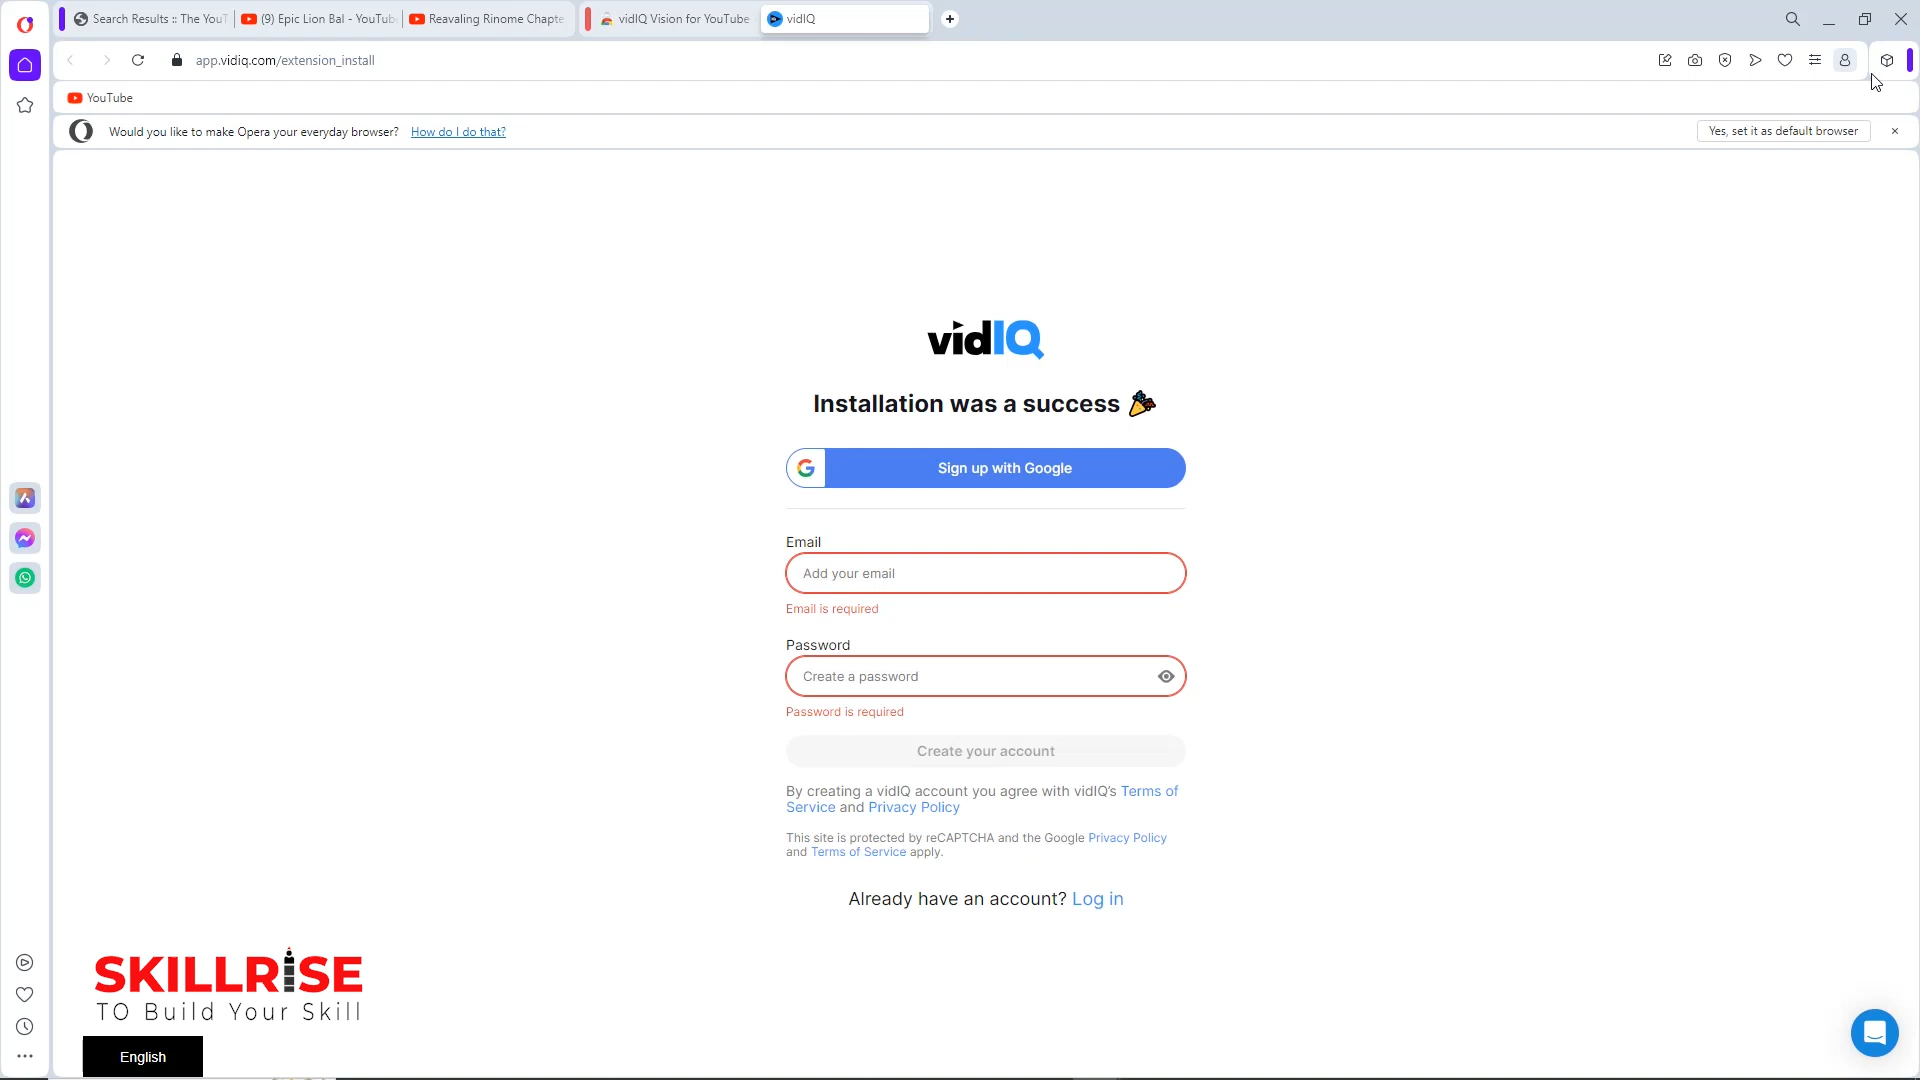 Search Results :: The YouT
(9) Epic Lion Bal - YouTub
Reavaling Rinome Chapte
vidIQ Vision for YouTube
vidIQ
app.vidiq.com/extension_install
YouTube
Would you like to make Opera your everyday browser? How do I do that?
Yes, set it as default browser
vidIQ
Installation was a success
Sign up with Google
Email
Add your email
Email is required
Password
Create a password
Password is required
Create your account
By creating a vidIQ account you agree with vidIQ's Terms of
Service and Privacy Policy
This site is protected by reCAPTCHA and the Google Privacy Policy
and Terms of Service apply.
Already have an account? Log in
SKILLRISE
TO Build Your Skill
English